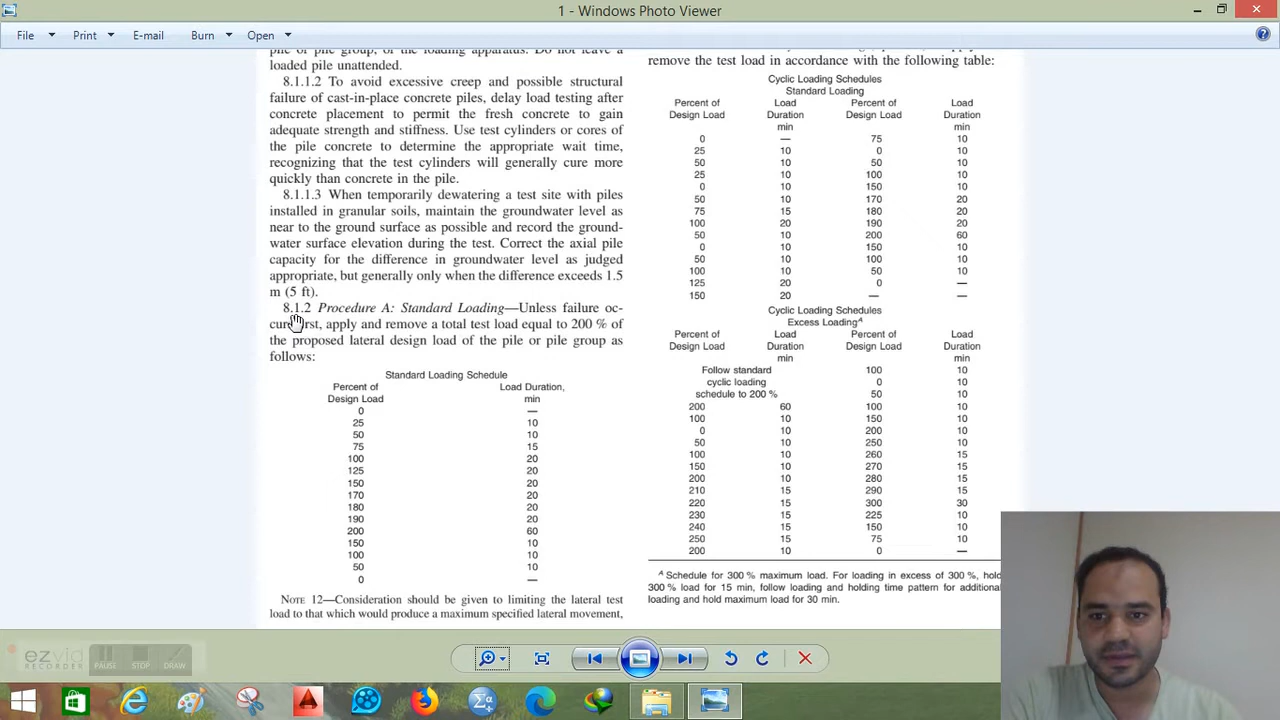 1 - Windows Photo Viewer
File
Print
E-mail
Burn
Open
pile or pile group, or the loading apparatus. Do not leave a
loaded pile unattended.
8.1.1.2 To avoid excessive creep and possible structural
failure of cast-in-place concrete piles, delay load testing after
concrete placement to permit the fresh concrete to gain
adequate strength and stiffness. Use test cylinders or cores of
the pile concrete to determine the appropriate wait time,
recognizing that the test cylinders will generally cure more
quickly than concrete in the pile.
8.1.1.3 When temporarily dewatering a test site with piles
installed in granular soils, maintain the groundwater level as
near to the ground surface as possible and record the ground-
water surface elevation during the test. Correct the axial pile
capacity for the difference in groundwater level as judged
appropriate, but generally only when the difference exceeds 1.5
m (5 ft).
8.1.2 Procedure A: Standard Loading—Unless failure oc-
first, apply and remove a total test load equal to 200 % of
the proposed lateral design load of the pile or pile group as
follows:
Standard Loading Schedule
Percent of Load Duration,
Design Load min
0 —
25 10
50 10
75 15
100 20
125 20
150 20
170 20
180 20
190 20
200 60
150 10
100 10
50 10
0 —
NOTE 12—Consideration should be given to limiting the lateral test
load to that which would produce a maximum specified lateral movement,
remove the test load in accordance with the following table:
Cyclic Loading Schedules
Standard Loading
Percent of Load Percent of Load
Design Load Duration Design Load Duration
min min
0 — 75 10
25 10 0 10
50 10 50 10
25 10 100 10
0 10 150 10
50 10 170 20
75 15 180 20
100 20 190 20
50 10 200 60
0 10 150 10
50 10 100 10
100 10 50 10
125 20 0 —
150 20 — —
Cyclic Loading Schedules
Excess Loading^A
Percent of Load Percent of Load
Design Load Duration Design Load Duration
min min
Follow standard 100 10
cyclic loading 0 10
schedule to 200 % 50 10
200 60 100 10
100 10 150 10
0 10 200 10
50 10 250 10
100 10 260 15
150 10 270 15
200 10 280 15
210 15 290 15
220 15 300 30
230 15 225 10
240 15 150 10
250 15 75 10
200 10 0 —
^A Schedule for 300 % maximum load. For loading in excess of 300 %, hold
300 % load for 15 min, follow loading and holding time pattern for additional
loading and hold maximum load for 30 min.
ezvid
RECORDER
PAUSE
STOP
DRAW